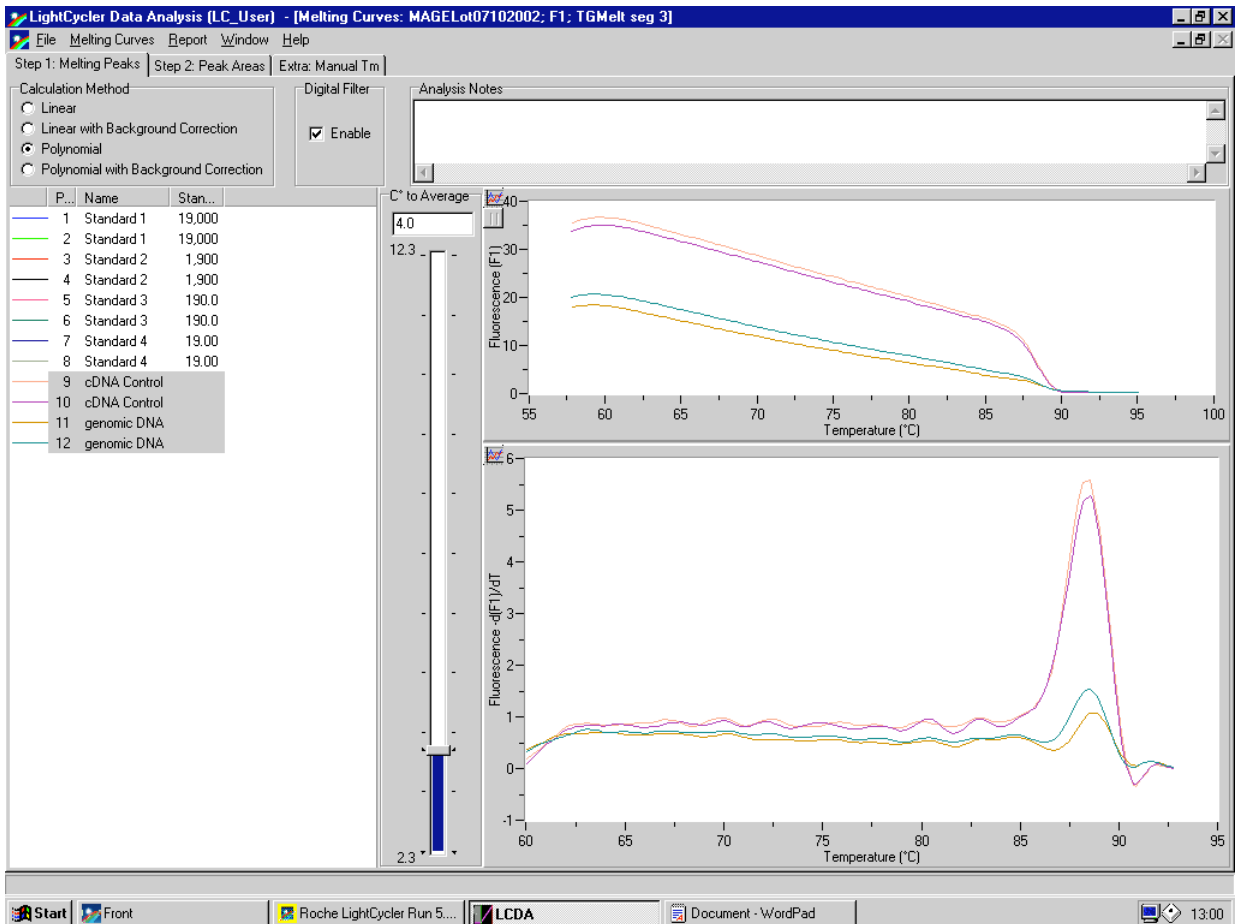 LightCycler Data Analysis (LC_User) - [Melting Curves: MAGELot07102002; F1; TGMelt seg 3]
File Melting Curves Report Window Help
Step 1: Melting Peaks Step 2: Peak Areas Extra: Manual Tm
Calculation Method
Linear
Linear with Background Correction
Polynomial
Polynomial with Background Correction
Digital Filter
Enable
Analysis Notes
P... Name Stan...
1 Standard 1 19,000
2 Standard 1 19,000
3 Standard 2 1,900
4 Standard 2 1,900
5 Standard 3 190.0
6 Standard 3 190.0
7 Standard 4 19.00
8 Standard 4 19.00
9 cDNA Control
10 cDNA Control
11 genomic DNA
12 genomic DNA
C° to Average
4.0
12.3
2.3
40
30
20
10
0
Fluorescence (F1)
55 60 65 70 75 80 85 90 95 100
Temperature (°C)
6
5
4
3
2
1
0
-1
Fluorescence -d(F1)/dT
60 65 70 75 80 85 90 95
Temperature (°C)
Start Front Roche LightCycler Run 5.... LCDA Document - WordPad 13:00